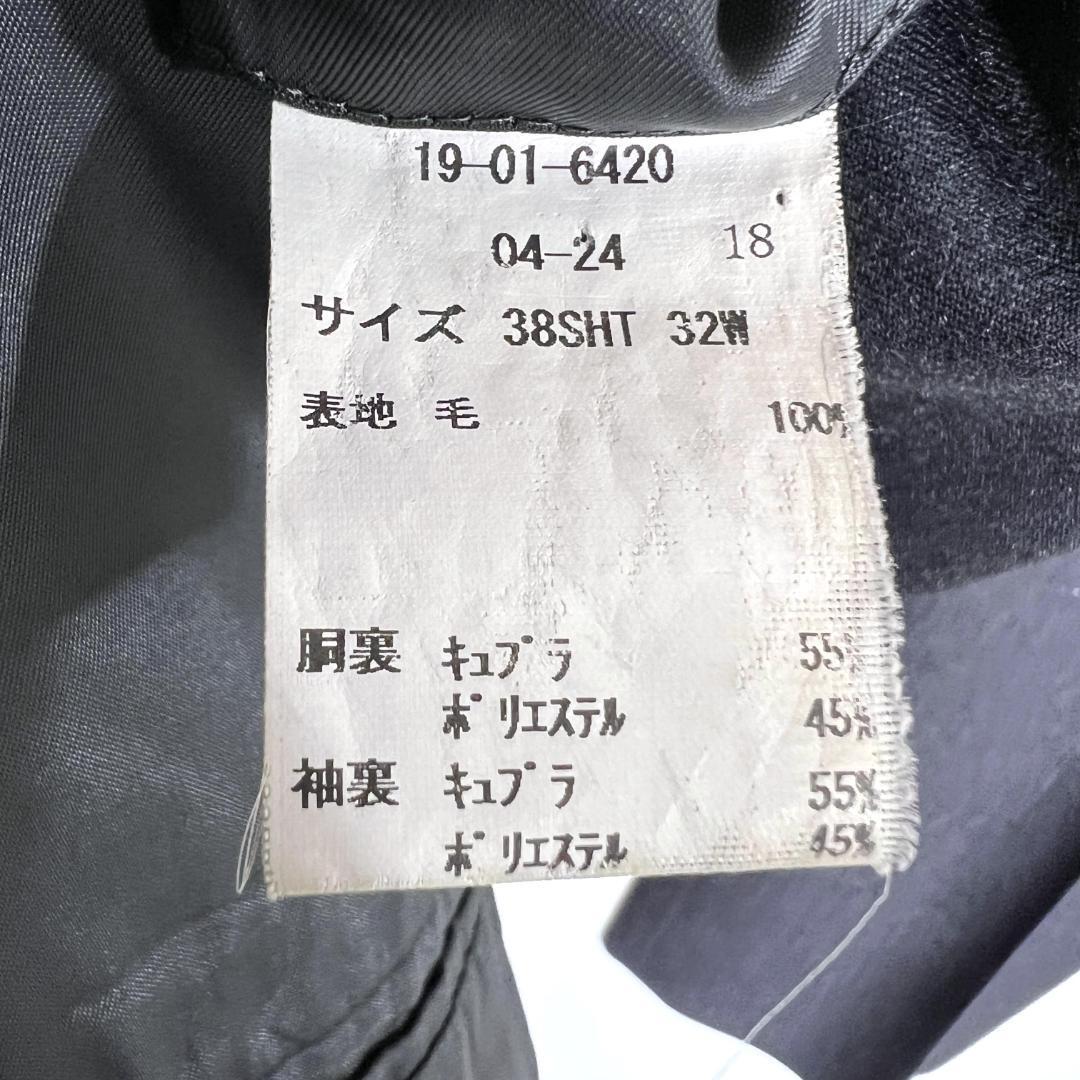 19-01-6420
04-24 18
サイズ 38SHT 32W
表地 毛 100%
胴裏 キュプラ 55%
ポリエステル 45%
袖裏 キュプラ 55%
ポリエステル 45%